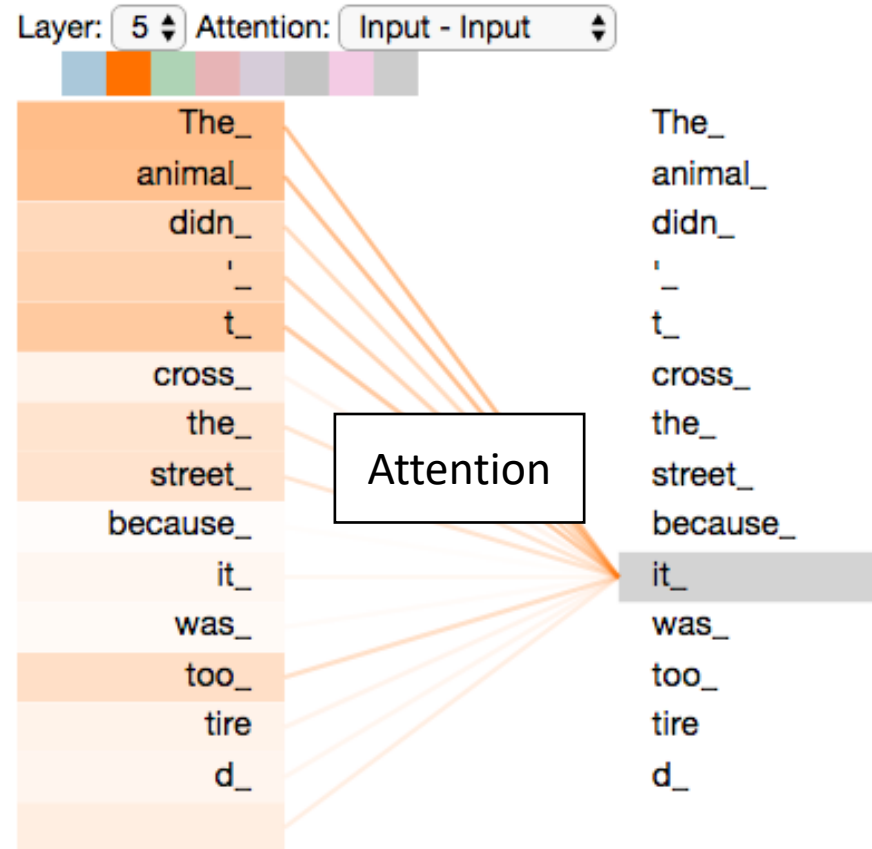 Layer: 5 Attention: Input - Input
The_ The_
animal_ animal_
didn_ didn_
'_ '_
t_ t_
cross_ cross_
the_ the_
Attention
street_ street_
because_ because_
it_ it_
was_ was_
too_ too_
tire tire
d_ d_